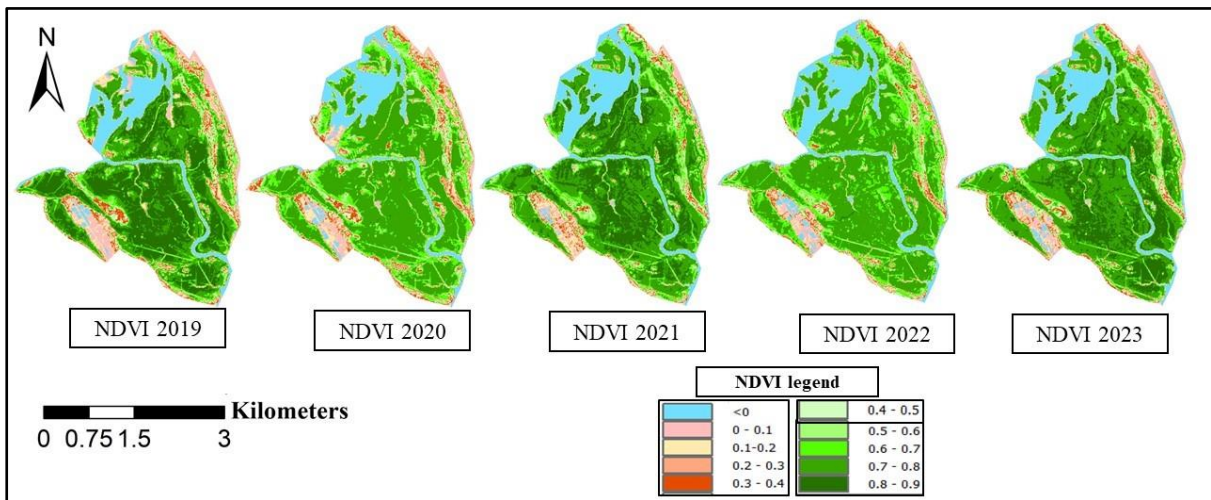 N
NDVI 2019
NDVI 2020
NDVI 2021
NDVI 2022
NDVI 2023
Kilometers
0 0.75 1.5 3
NDVI legend
<0
0 - 0.1
0.1-0.2
0.2 - 0.3
0.3 - 0.4
0.4 - 0.5
0.5 - 0.6
0.6 - 0.7
0.7 - 0.8
0.8 - 0.9